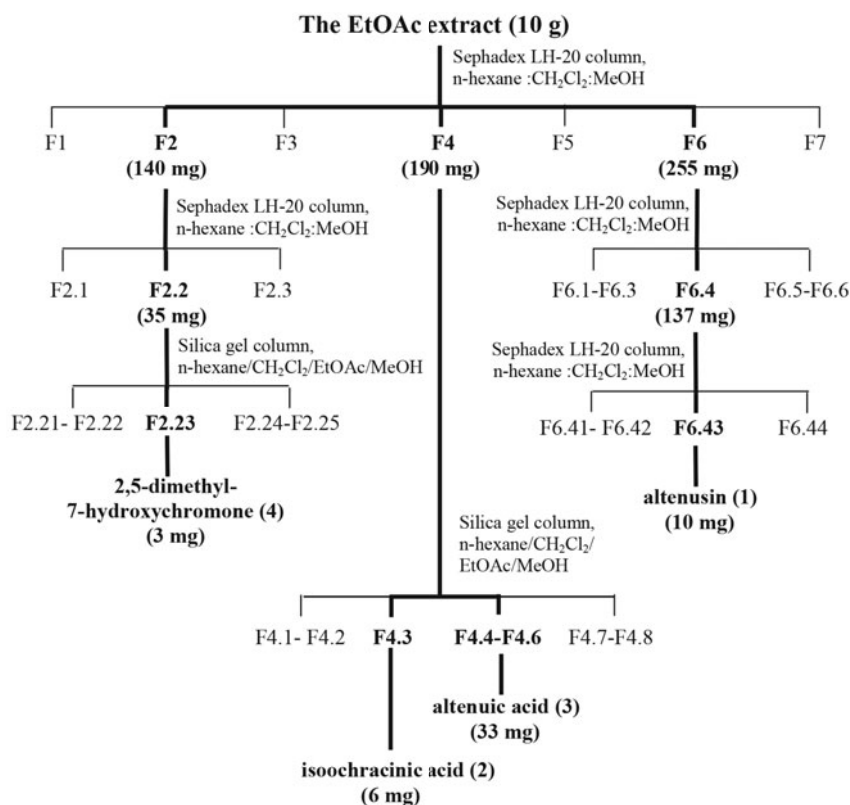 The EtOAc extract (10 g)
Sephadex LH-20 column,
n-hexane :CH₂Cl₂:MeOH
F1
F2
(140 mg)
F3
F4
(190 mg)
F5
F6
(255 mg)
F7
Sephadex LH-20 column,
n-hexane :CH₂Cl₂:MeOH
Sephadex LH-20 column,
n-hexane :CH₂Cl₂:MeOH
F2.1
F2.2
(35 mg)
F2.3
F6.1-F6.3
F6.4
(137 mg)
F6.5-F6.6
Silica gel column,
n-hexane/CH₂Cl₂/EtOAc/MeOH
Sephadex LH-20 column,
n-hexane :CH₂Cl₂:MeOH
F2.21- F2.22
F2.23
F2.24-F2.25
F6.41- F6.42
F6.43
F6.44
2,5-dimethyl-
7-hydroxychromone (4)
(3 mg)
altenusin (1)
(10 mg)
Silica gel column,
n-hexane/CH₂Cl₂/
EtOAc/MeOH
F4.1- F4.2
F4.3
F4.4-F4.6
F4.7-F4.8
altenuic acid (3)
(33 mg)
isoochracinic acid (2)
(6 mg)